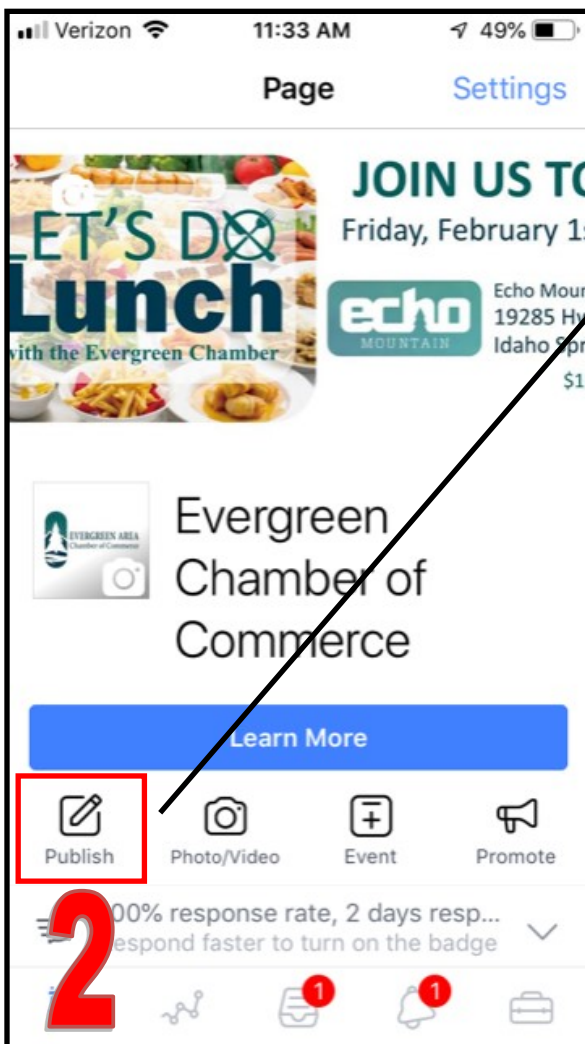 Verizon 11:33 AM 49%
Page Settings
LET'S DO
Lunch
with the Evergreen Chamber
JOIN US TO
Friday, February 1s
echo
MOUNTAIN
Echo Moun
19285 Hy
Idaho Spr
$1
EVERGREEN AREA
Chamber of Commerce
Evergreen
Chamber of
Commerce
Learn More
Publish Photo/Video Event Promote
00% response rate, 2 days resp...
espond faster to turn on the badge
2
1 1